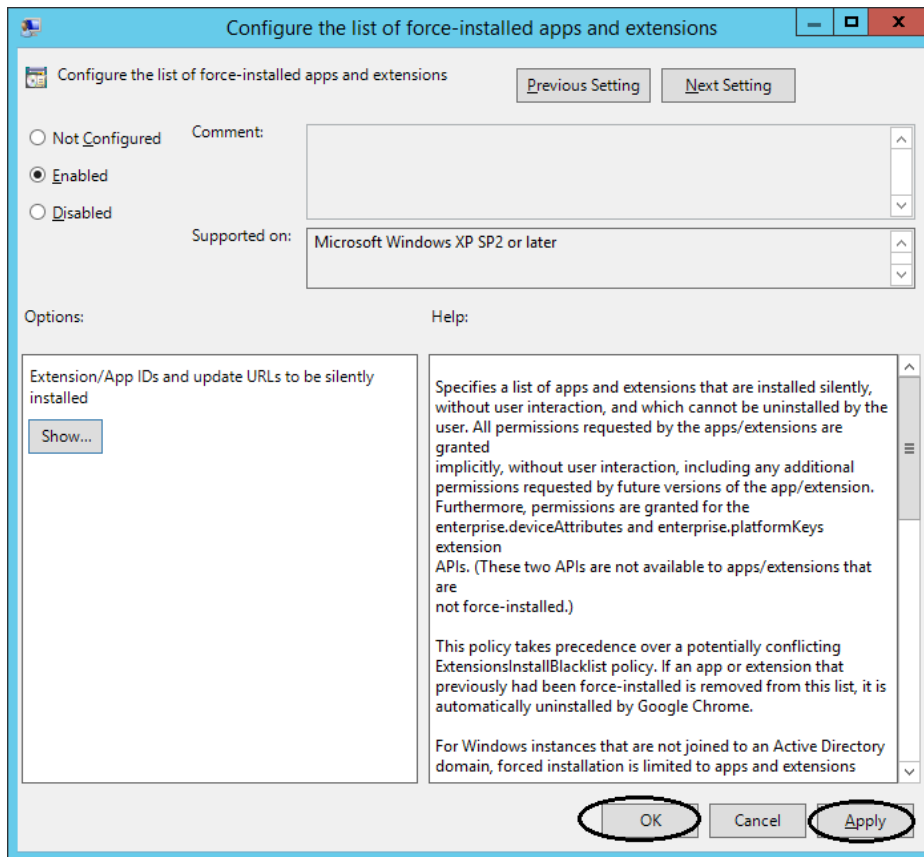 Configure the list of force-installed apps and extensions
Configure the list of force-installed apps and extensions
Previous Setting
Next Setting
Not Configured
Comment:
Enabled
Disabled
Supported on:
Microsoft Windows XP SP2 or later
Options:
Help:
Extension/App IDs and update URLs to be silently
installed
Show...
Specifies a list of apps and extensions that are installed silently,
without user interaction, and which cannot be uninstalled by the
user. All permissions requested by the apps/extensions are
granted
implicitly, without user interaction, including any additional
permissions requested by future versions of the app/extension.
Furthermore, permissions are granted for the
enterprise.deviceAttributes and enterprise.platformKeys
extension
APIs. (These two APIs are not available to apps/extensions that
are
not force-installed.)
This policy takes precedence over a potentially conflicting
ExtensionsInstallBlacklist policy. If an app or extension that
previously had been force-installed is removed from this list, it is
automatically uninstalled by Google Chrome.
For Windows instances that are not joined to an Active Directory
domain, forced installation is limited to apps and extensions
OK
Cancel
Apply